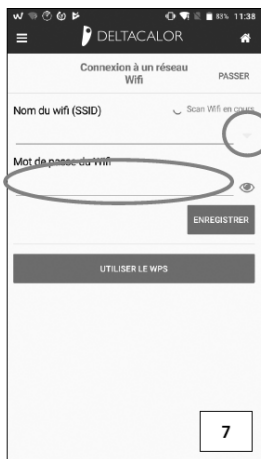 83% 11:38
DELTACALOR
Connexion à un réseau
Wifi
PASSER
Nom du wifi (SSID)
Scan Wifi en cours
Mot de passe du Wifi
ENREGISTRER
UTILISER LE WPS
7